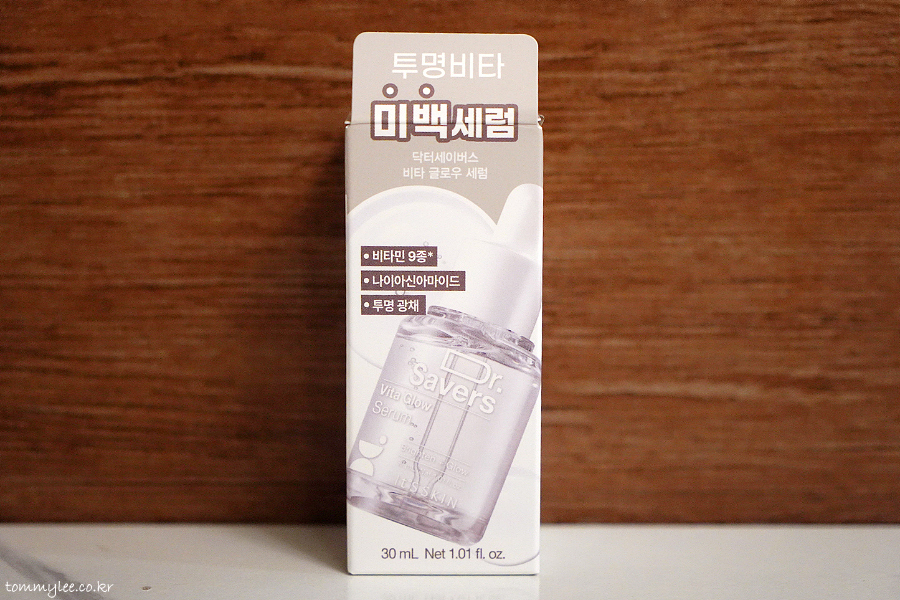 투명비타
미백세럼
닥터세이버스
비타 글로우 세럼
• 비타민 9종*
• 나이아신아마이드
• 투명 광채
Dr.
Savers
Vita Glow
Serum
IT'S SKIN
30 mL Net 1.01 fl. oz.
tommylee.co.kr